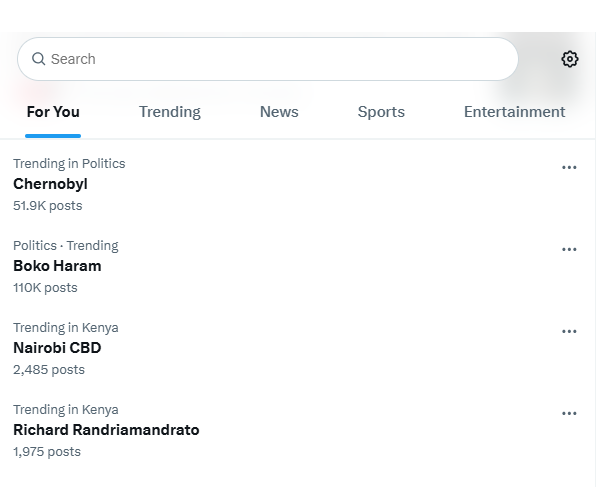 Search
For You Trending News Sports Entertainment
Trending in Politics
Chernobyl
51.9K posts
Politics · Trending
Boko Haram
110K posts
Trending in Kenya
Nairobi CBD
2,485 posts
Trending in Kenya
Richard Randriamandrato
1,975 posts